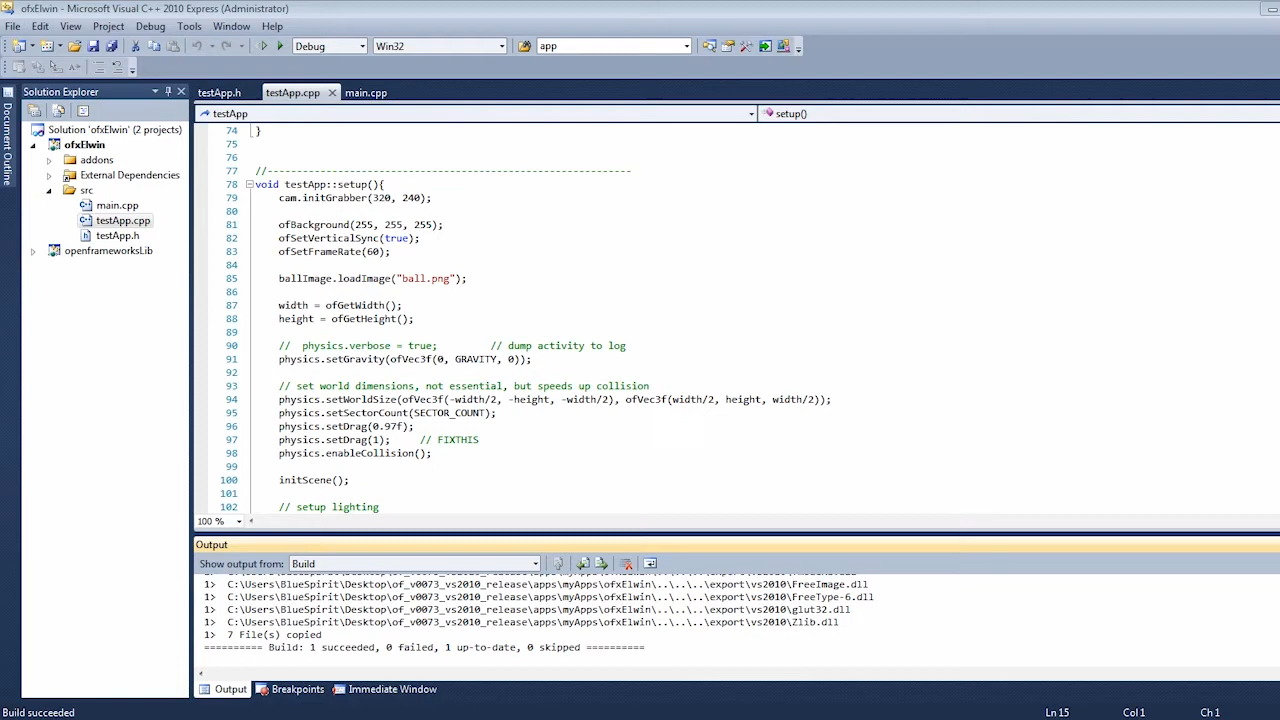 ofxElwin - Microsoft Visual C++ 2010 Express (Administrator)
File Edit View Project Debug Tools Window Help
Debug Win32 app
Solution Explorer
testApp.h testApp.cpp main.cpp
testApp setup()
Document Outline
Solution 'ofxElwin' (2 projects)
ofxElwin
addons
External Dependencies
src
main.cpp
testApp.cpp
testApp.h
openframeworksLib
74 }
75
76
77 //--------------------------------------------------------------
78 void testApp::setup(){
79 cam.initGrabber(320, 240);
80
81 ofBackground(255, 255, 255);
82 ofSetVerticalSync(true);
83 ofSetFrameRate(60);
84
85 ballImage.loadImage("ball.png");
86
87 width = ofGetWidth();
88 height = ofGetHeight();
89
90 // physics.verbose = true; // dump activity to log
91 physics.setGravity(ofVec3f(0, GRAVITY, 0));
92
93 // set world dimensions, not essential, but speeds up collision
94 physics.setWorldSize(ofVec3f(-width/2, -height, -width/2), ofVec3f(width/2, height, width/2));
95 physics.setSectorCount(SECTOR_COUNT);
96 physics.setDrag(0.97f);
97 physics.setDrag(1); // FIXTHIS
98 physics.enableCollision();
99
100 initScene();
101
102 // setup lighting
100 %
Output
Show output from: Build
1> C:\Users\BlueSpirit\Desktop\of_v0073_vs2010_release\apps\myApps\ofxElwin\..\..\..\export\vs2010\FreeImage.dll
1> C:\Users\BlueSpirit\Desktop\of_v0073_vs2010_release\apps\myApps\ofxElwin\..\..\..\export\vs2010\FreeType-6.dll
1> C:\Users\BlueSpirit\Desktop\of_v0073_vs2010_release\apps\myApps\ofxElwin\..\..\..\export\vs2010\glut32.dll
1> C:\Users\BlueSpirit\Desktop\of_v0073_vs2010_release\apps\myApps\ofxElwin\..\..\..\export\vs2010\Zlib.dll
1> 7 File(s) copied
========== Build: 1 succeeded, 0 failed, 1 up-to-date, 0 skipped ==========
Output Breakpoints Immediate Window
Build succeeded Ln 15 Col 1 Ch 1